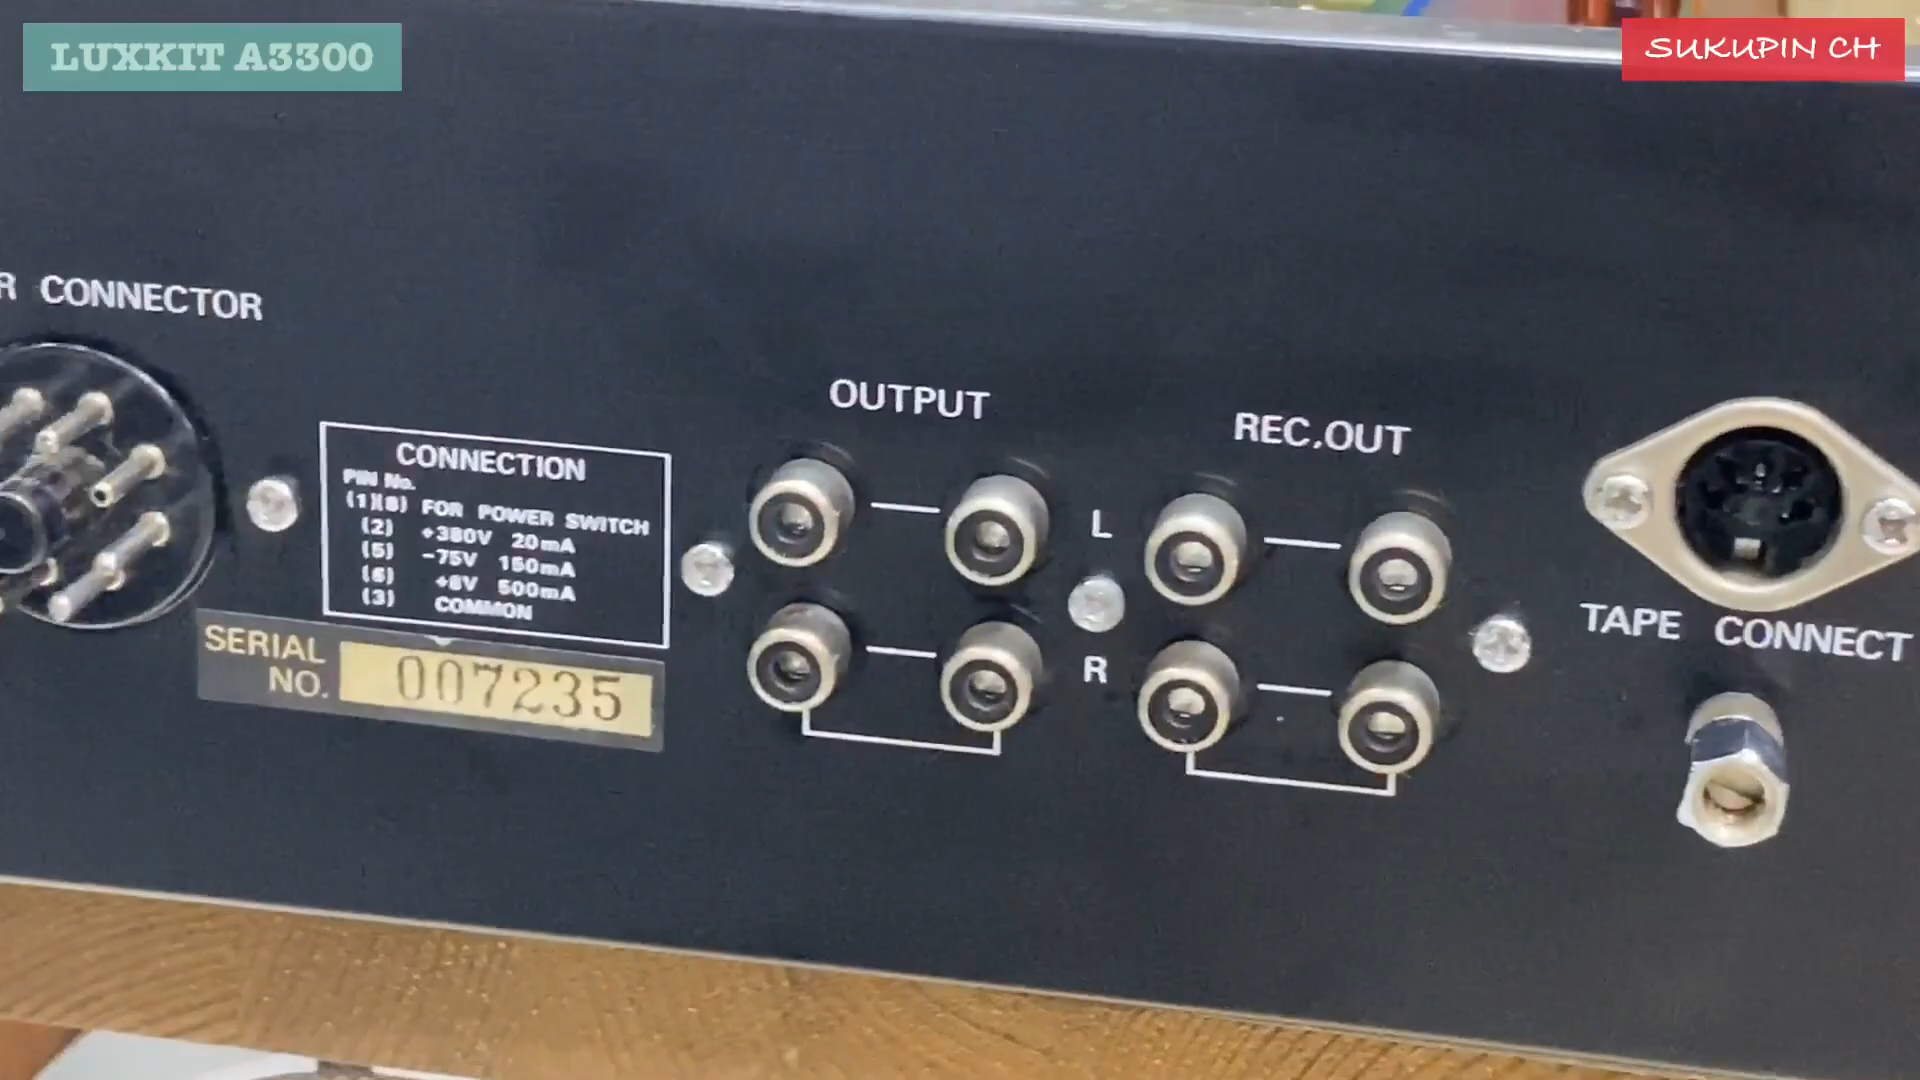 LUXKIT A3300
SUKUPIN CH
R CONNECTOR
CONNECTION
PIN No.
(1)(8) FOR POWER SWITCH
(2) +380V 20mA
(5) -75V 150mA
(6) +6V 500mA
(3) COMMON
SERIAL NO. 007235
OUTPUT
REC.OUT
L
R
TAPE CONNECT